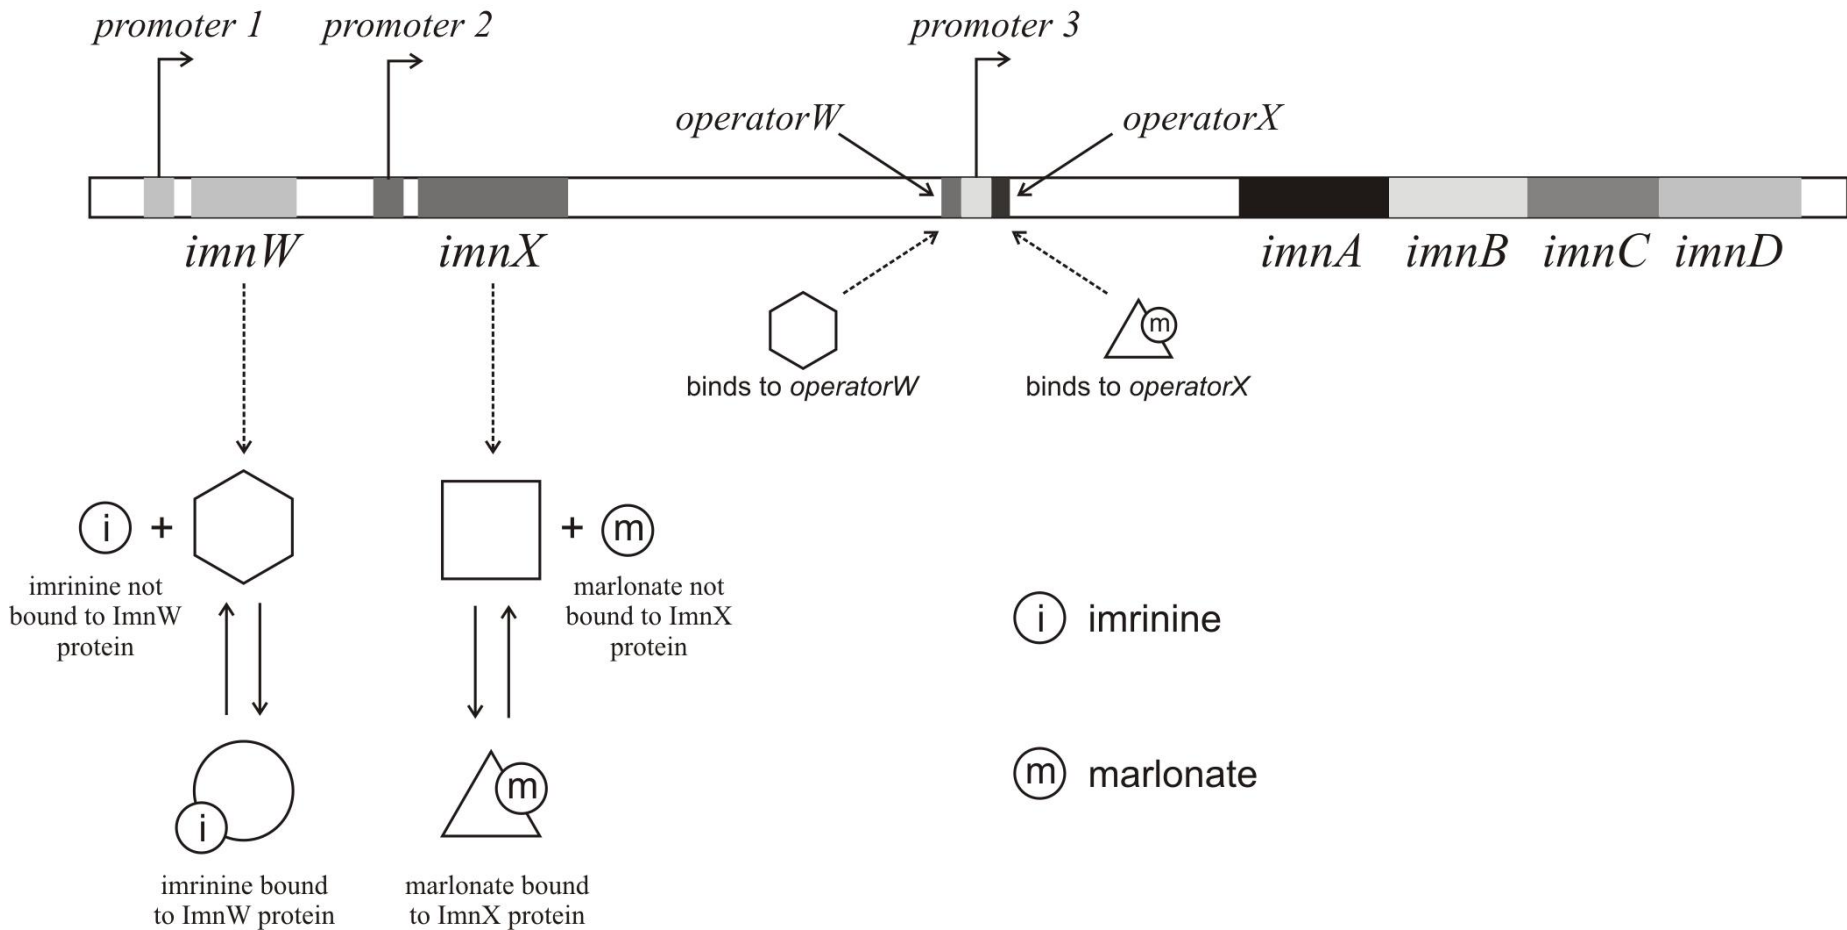 promoter 1
promoter 2
promoter 3
operatorW
operatorX
imnW
imnX
imnA
imnB
imnC
imnD
m
binds to operatorW
binds to operatorX
i +
+ m
imrinine not
bound to ImnW
protein
marlonate not
bound to ImnX
protein
i imrinine
m marlonate
i
m
imrinine bound
to ImnW protein
marlonate bound
to ImnX protein